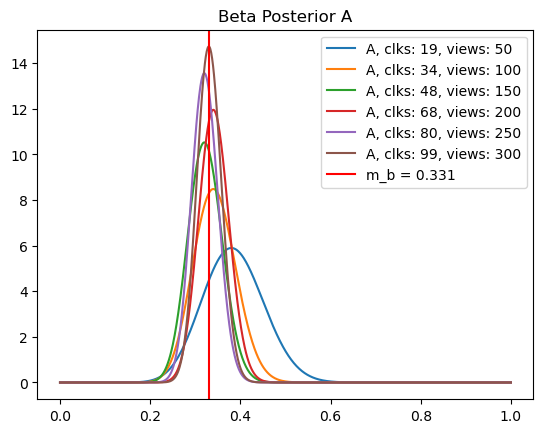 Beta Posterior A
14
12
10
8
6
4
2
0
0.0 0.2 0.4 0.6 0.8 1.0
A, clks: 19, views: 50
A, clks: 34, views: 100
A, clks: 48, views: 150
A, clks: 68, views: 200
A, clks: 80, views: 250
A, clks: 99, views: 300
m_b = 0.331